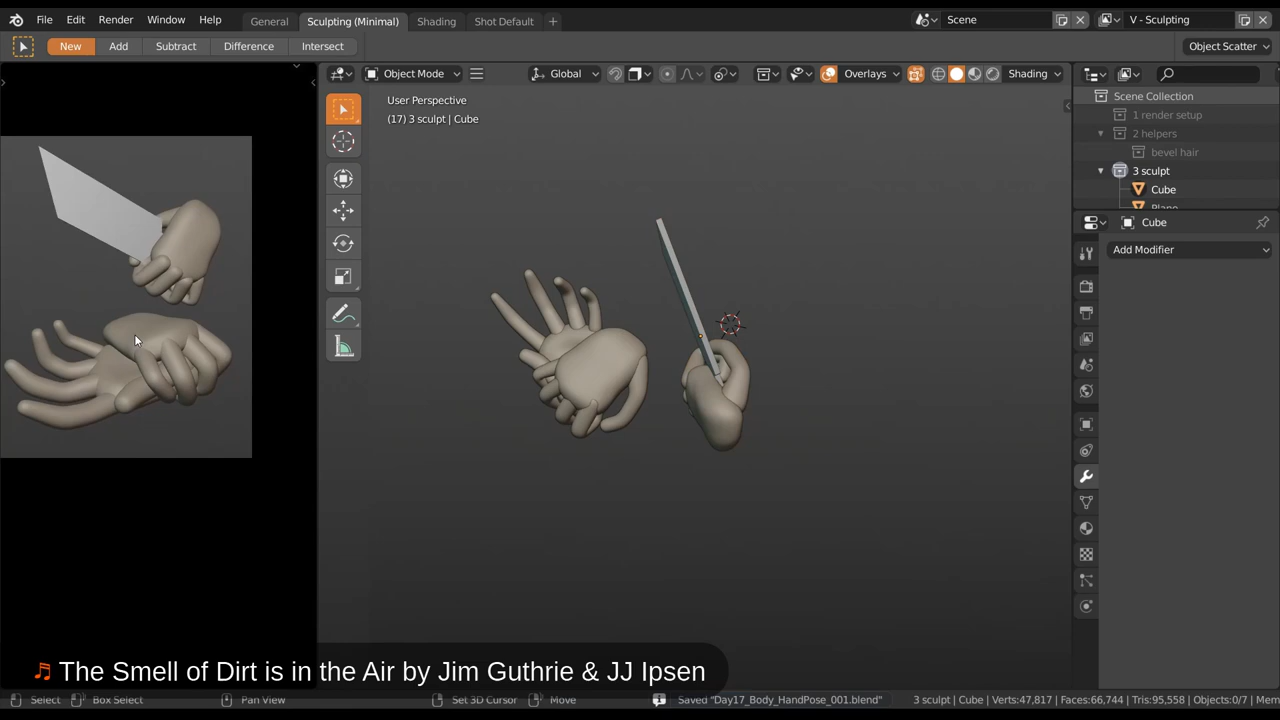 File Edit Render Window Help General Sculpting (Minimal) Shading Shot Default + Scene V - Sculpting
New Add Subtract Difference Intersect Object Scatter
Object Mode Global Overlays Shading
User Perspective
(17) 3 sculpt | Cube
Scene Collection
1 render setup
2 helpers
bevel hair
3 sculpt
Cube
Plane
Cube
Add Modifier
The Smell of Dirt is in the Air by Jim Guthrie & JJ Ipsen
Select Box Select Pan View Set 3D Cursor Move Saved "Day17_Body_HandPose_001.blend" 3 sculpt | Cube | Verts:47,817 | Faces:66,744 | Tris:95,558 | Objects:0/7 | Mem